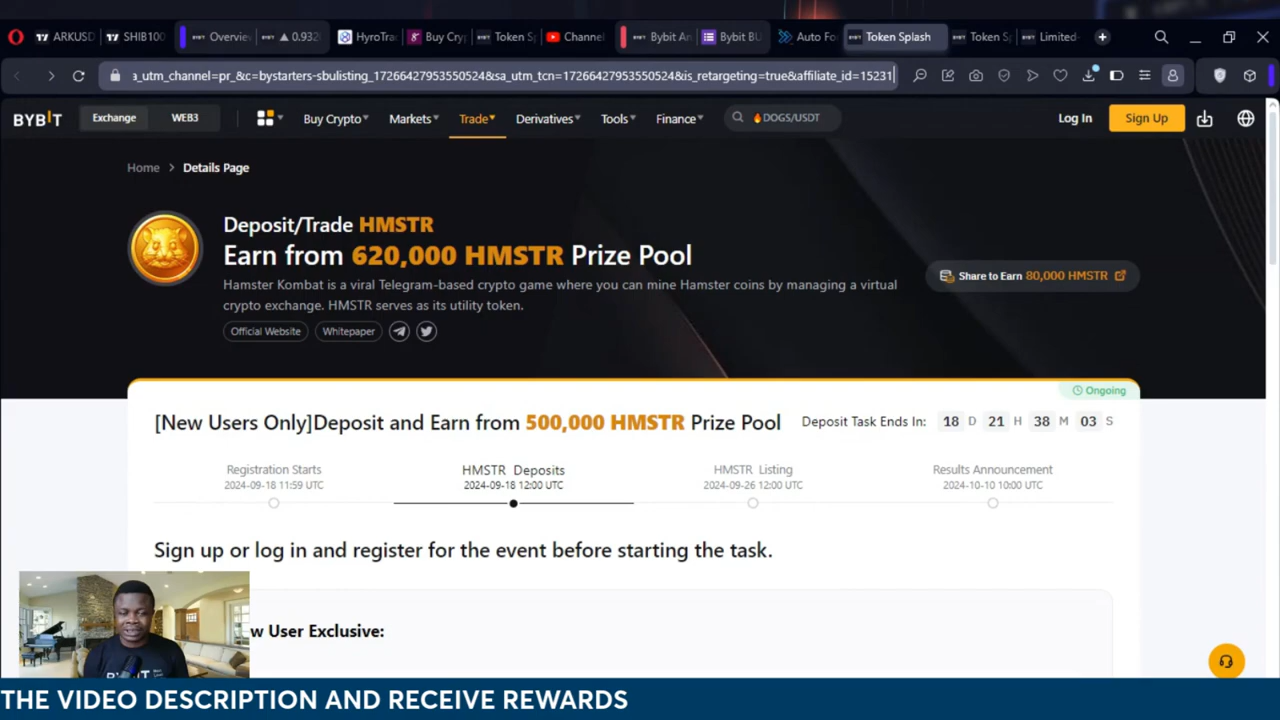 ARKUSD
SHIB100
Overview
BYBIT
▲ 0.932
HyroTra
Buy Cry
Token S
Channel
Bybit An
Bybit BU
Auto Fo
Token Splash
Token S
Limited-
a_utm_channel=pr_&c=bystarters-sbulisting_17266427953550524&sa_utm_tcn=17266427953550524&is_retargeting=true&affiliate_id=15231
BYBIT
Exchange
WEB3
Buy Crypto
Markets
Trade
Derivatives
Tools
Finance
DOGS/USDT
Log In
Sign Up
Home > Details Page
Deposit/Trade HMSTR
Earn from 620,000 HMSTR Prize Pool
Hamster Kombat is a viral Telegram-based crypto game where you can mine Hamster coins by managing a virtual
crypto exchange. HMSTR serves as its utility token.
Share to Earn 80,000 HMSTR
Official Website
Whitepaper
Ongoing
[New Users Only]Deposit and Earn from 500,000 HMSTR Prize Pool
Deposit Task Ends In: 18 D 21 H 38 M 03 S
Registration Starts
2024-09-18 11:59 UTC
HMSTR Deposits
2024-09-18 12:00 UTC
HMSTR Listing
2024-09-26 12:00 UTC
Results Announcement
2024-10-10 10:00 UTC
Sign up or log in and register for the event before starting the task.
w User Exclusive:
BYBIT
THE VIDEO DESCRIPTION AND RECEIVE REWARDS